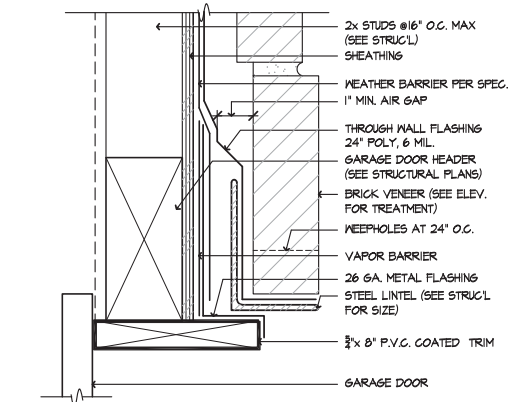 2x STUDS @16" O.C. MAX
(SEE STRUC'L)
SHEATHING
WEATHER BARRIER PER SPEC.
1" MIN. AIR GAP
THROUGH WALL FLASHING
24" POLY, 6 MIL.
GARAGE DOOR HEADER
(SEE STRUCTURAL PLANS)
BRICK VENEER (SEE ELEV.
FOR TREATMENT)
WEEPHOLES AT 24" O.C.
VAPOR BARRIER
26 GA. METAL FLASHING
STEEL LINTEL (SEE STRUC'L
FOR SIZE)
5/4"x 8" P.V.C. COATED TRIM
GARAGE DOOR